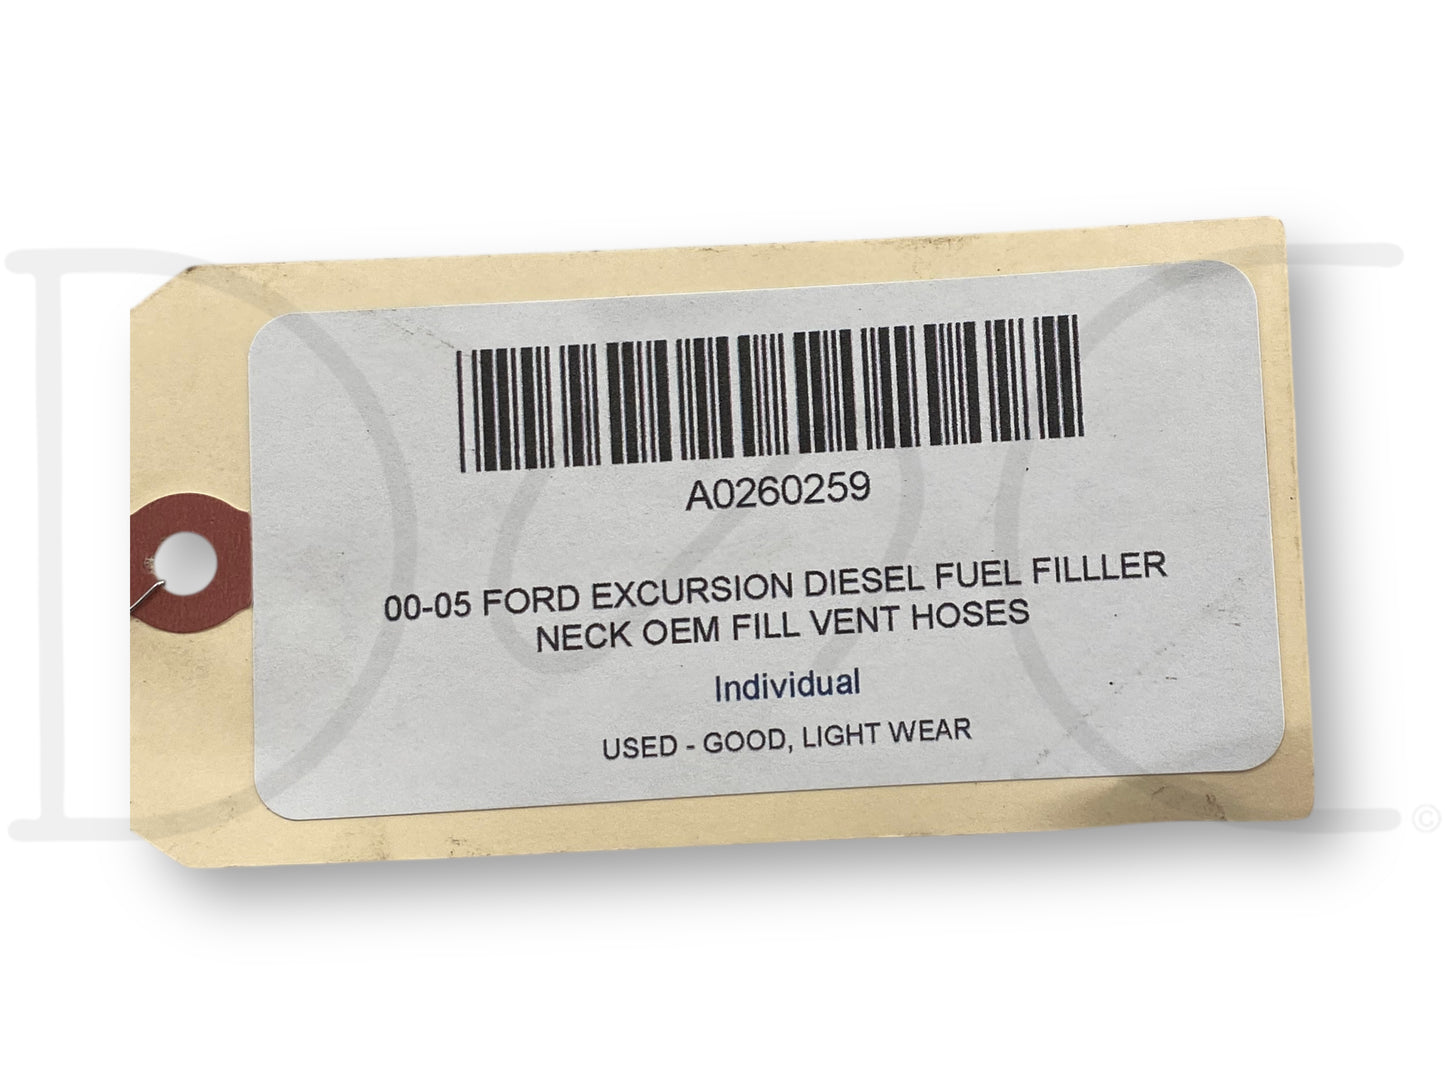 A0260259
00-05 FORD EXCURSION DIESEL FUEL FILLLER
NECK OEM FILL VENT HOSES
Individual
USED - GOOD, LIGHT WEAR
©